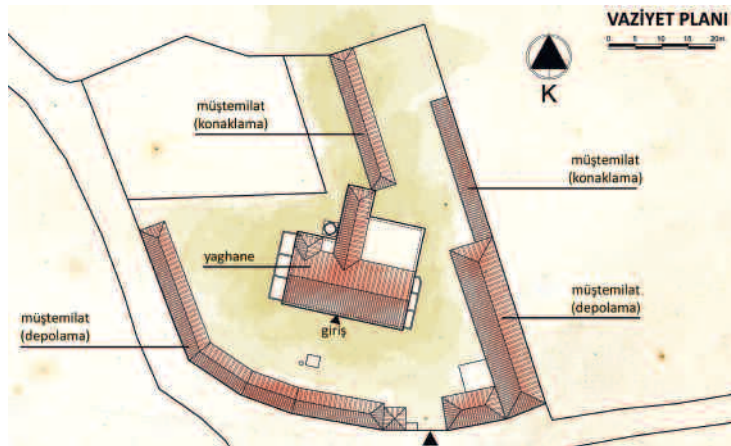 VAZİYET PLANI
0 5 10 15 20m
K
müştemilat
(konaklama)
müştemilat
(konaklama)
yaghane
müştemilat
(depolama)
müştemilat
(depolama)
giriş